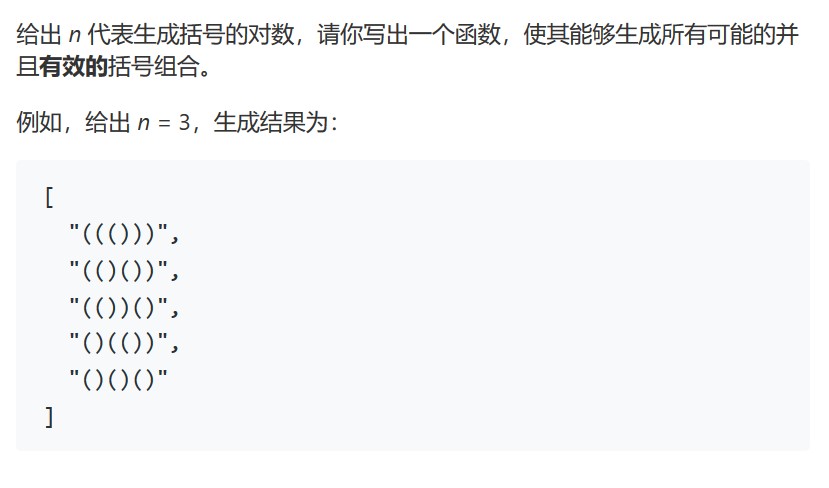 给出 n 代表生成括号的对数，请你写出一个函数，使其能够生成所有可能的并
且有效的括号组合。
例如，给出 n = 3，生成结果为：
[
"((()))",
"(()())",
"(())()",
"()(())",
"()()()"
]